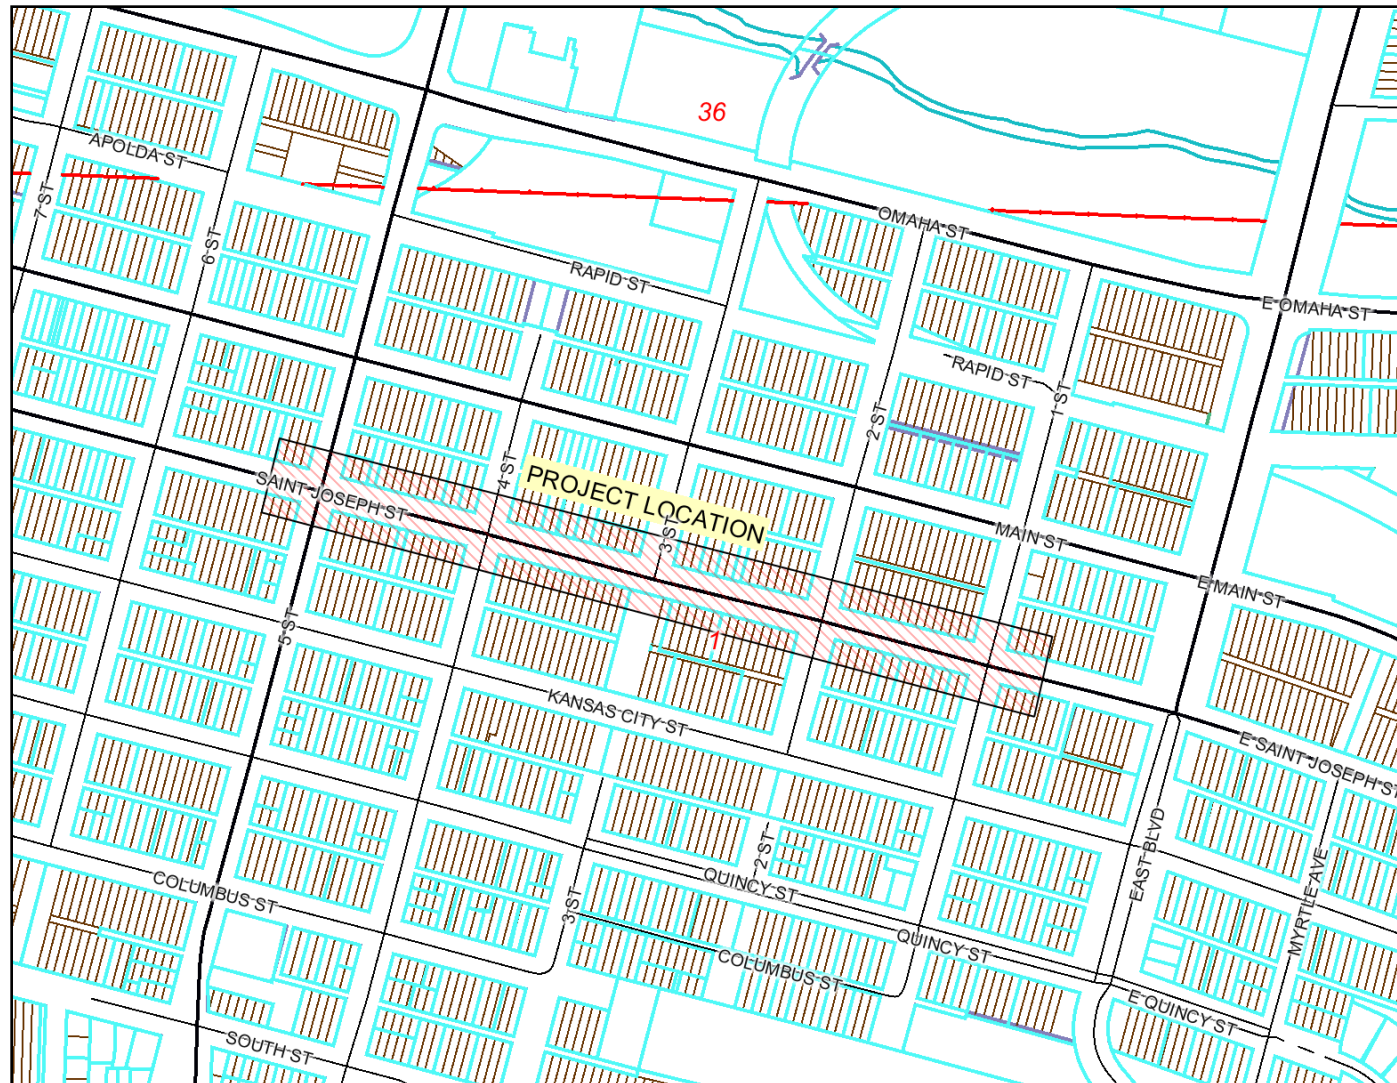 36
APOLDA ST
7 ST
6 ST
OMAHA ST
RAPID ST
E OMAHA ST
RAPID ST
1 ST
2 ST
4 ST
PROJECT LOCATION
SAINT JOSEPH ST
3 ST
MAIN ST
E MAIN ST
5 ST
1
KANSAS CITY ST
E SAINT JOSEPH ST
EAST BLVD
2 ST
MYRTLE AVE
QUINCY ST
COLUMBUS ST
3 ST
QUINCY ST
COLUMBUS ST
E QUINCY ST
SOUTH ST